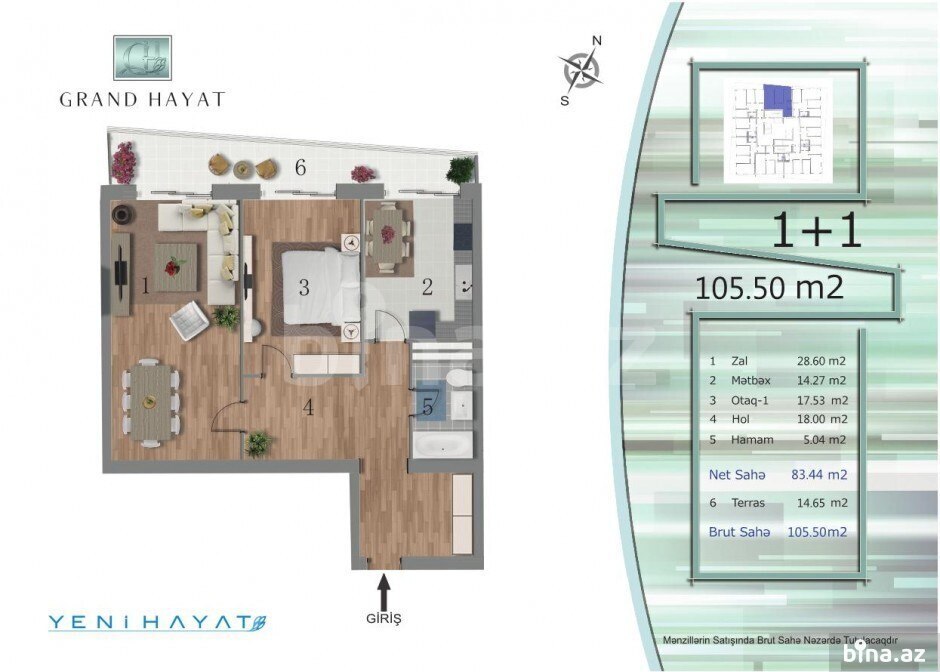 GRAND HAYAT
N
S
6
1
3
2
4
5
GİRİŞ
YENİHAYAT
1+1
105.50 m2
1 Zal 28.60 m2
2 Mətbəx 14.27 m2
3 Otaq-1 17.53 m2
4 Hol 18.00 m2
5 Hamam 5.04 m2
Net Sahə 83.44 m2
6 Terras 14.65 m2
Brut Sahə 105.50m2
Mənzillərin Satışında Brut Sahə Nəzərdə Tutulacaqdır
bina.az
bina.az